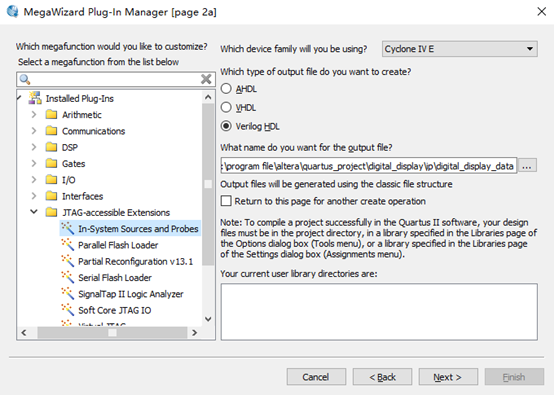 MegaWizard Plug-In Manager [page 2a]
Which megafunction would you like to customize?
Select a megafunction from the list below
Installed Plug-Ins
Arithmetic
Communications
DSP
Gates
I/O
Interfaces
JTAG-accessible Extensions
In-System Sources and Probes
Parallel Flash Loader
Partial Reconfiguration v13.1
Serial Flash Loader
SignalTap II Logic Analyzer
Soft Core JTAG IO
Virtual JTAG
Which device family will you be using?
Cyclone IV E
Which type of output file do you want to create?
AHDL
VHDL
Verilog HDL
What name do you want for the output file?
:\program file\altera\quartus_project\digital_display\ip\digital_display_data
...
Output files will be generated using the classic file structure
Return to this page for another create operation
Note: To compile a project successfully in the Quartus II software, your design
files must be in the project directory, in a library specified in the Libraries page of
the Options dialog box (Tools menu), or a library specified in the Libraries page
of the Settings dialog box (Assignments menu).
Your current user library directories are:
Cancel
< Back
Next >
Finish